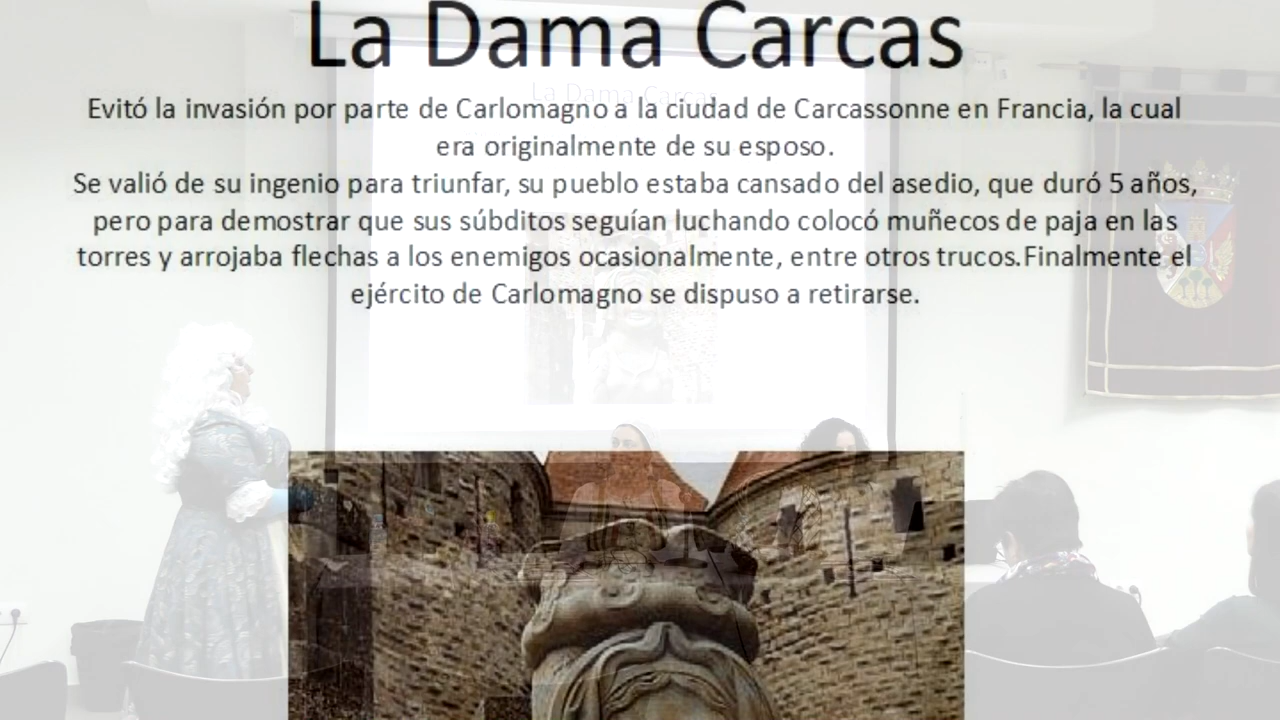 La Dama Carcas
La Dama Carcas
Evitó la invasión por parte de Carlomagno a la ciudad de Carcassonne en Francia, la cual
era originalmente de su esposo.
Se valió de su ingenio para triunfar, su pueblo estaba cansado del asedio, que duró 5 años,
pero para demostrar que sus súbditos seguían luchando colocó muñecos de paja en las
torres y arrojaba flechas a los enemigos ocasionalmente, entre otros trucos.Finalmente el
ejército de Carlomagno se dispuso a retirarse.